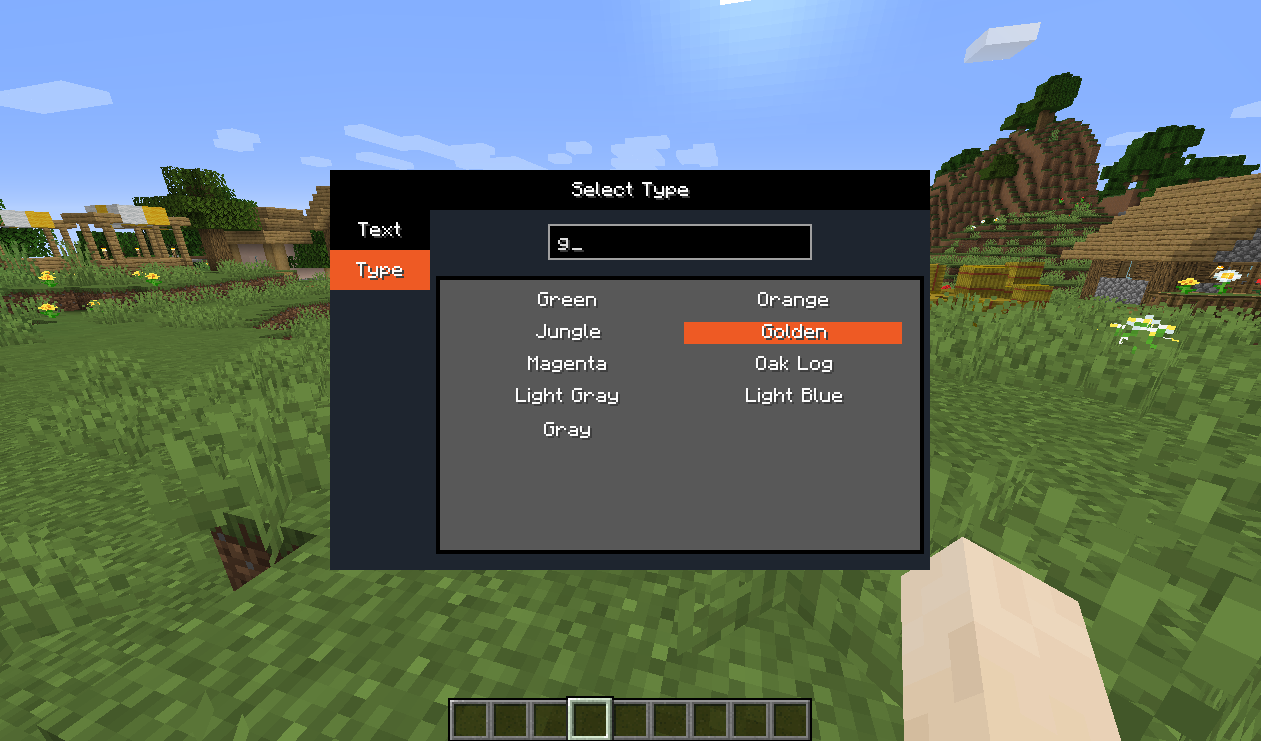 Select Type
Text
Type
g_
Green Orange
Jungle Golden
Magenta Oak Log
Light Gray Light Blue
Gray